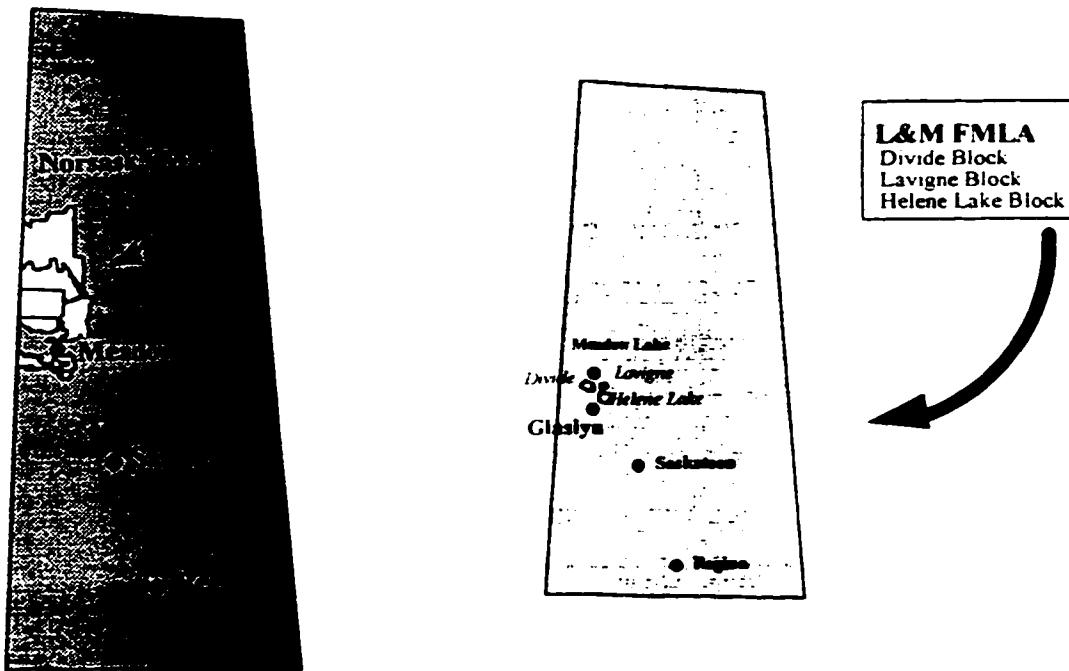 L&M FMLA
Divide Block
Lavigne Block
Helene Lake Block
Meadow Lake
Divide
Lavigne
Helene Lake
Glaslyn
Saskatoon
Regina